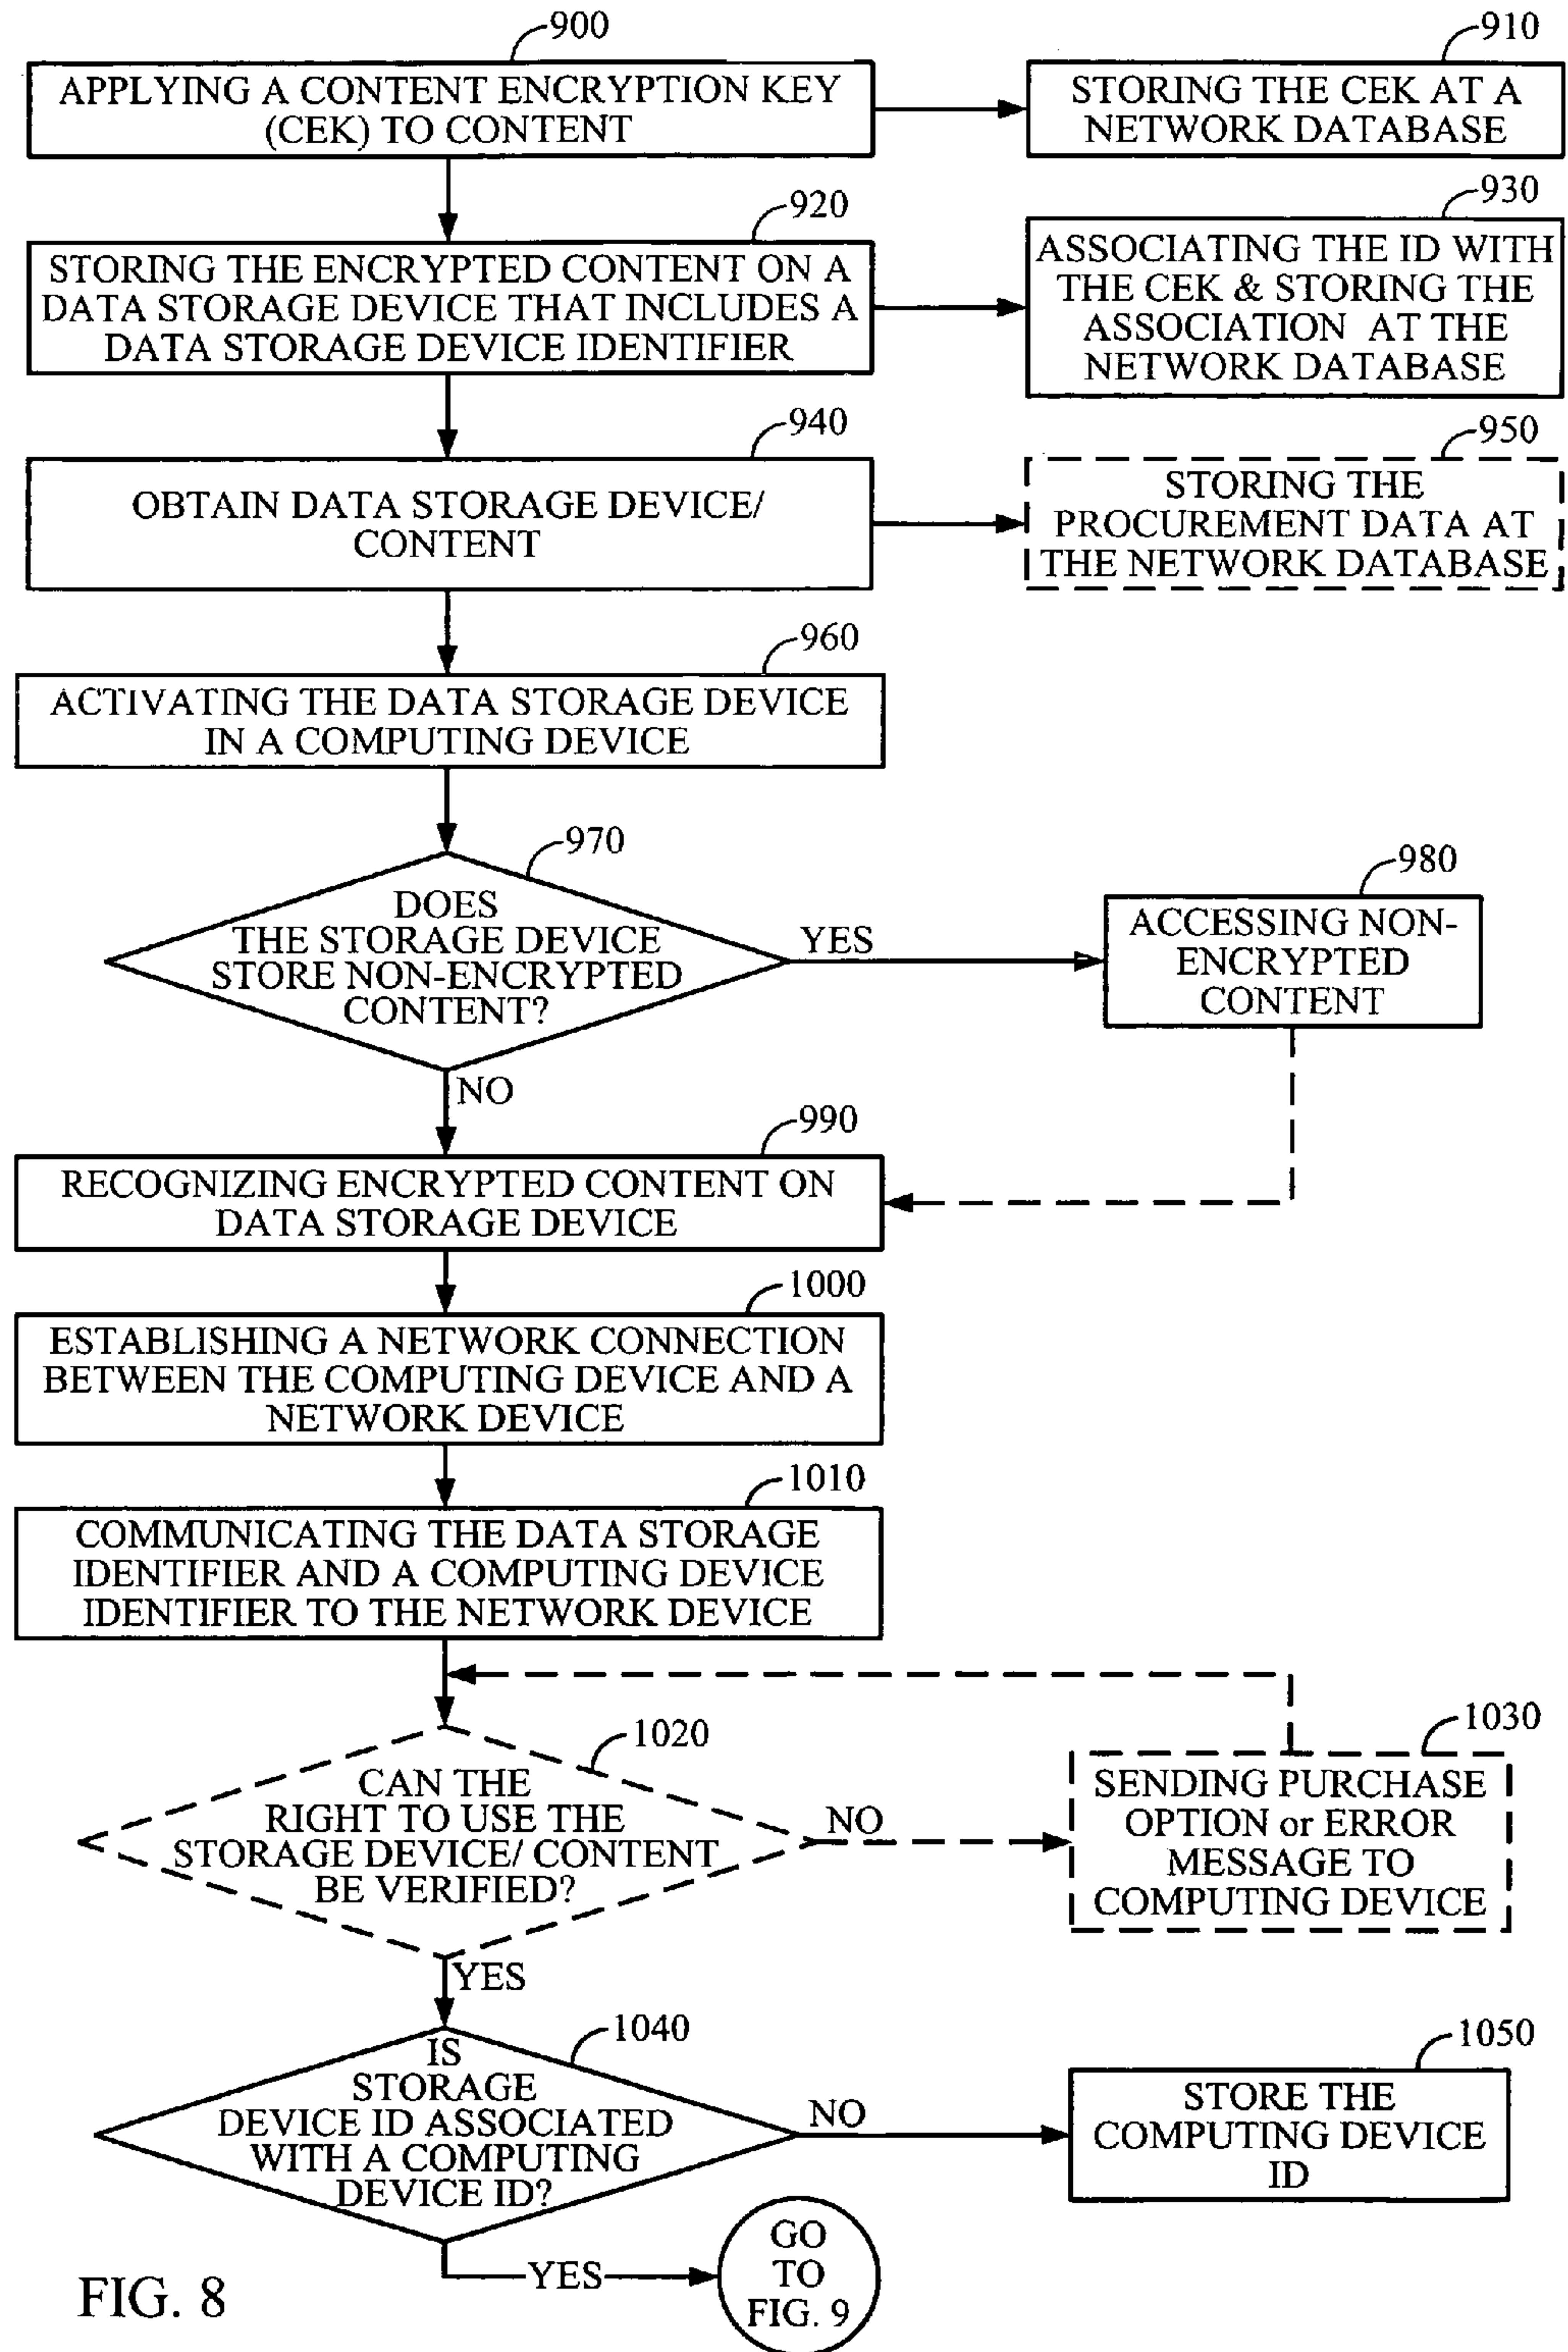 900
APPLYING A CONTENT ENCRYPTION KEY
(CEK) TO CONTENT
910
STORING THE CEK AT A
NETWORK DATABASE
920
STORING THE ENCRYPTED CONTENT ON A
DATA STORAGE DEVICE THAT INCLUDES A
DATA STORAGE DEVICE IDENTIFIER
930
ASSOCIATING THE ID WITH
THE CEK & STORING THE
ASSOCIATION AT THE
NETWORK DATABASE
940
OBTAIN DATA STORAGE DEVICE/
CONTENT
950
STORING THE
PROCUREMENT DATA AT
THE NETWORK DATABASE
960
ACTIVATING THE DATA STORAGE DEVICE
IN A COMPUTING DEVICE
970
DOES
THE STORAGE DEVICE
STORE NON-ENCRYPTED
CONTENT?
YES
980
ACCESSING NON-
ENCRYPTED
CONTENT
NO
990
RECOGNIZING ENCRYPTED CONTENT ON
DATA STORAGE DEVICE
1000
ESTABLISHING A NETWORK CONNECTION
BETWEEN THE COMPUTING DEVICE AND A
NETWORK DEVICE
1010
COMMUNICATING THE DATA STORAGE
IDENTIFIER AND A COMPUTING DEVICE
IDENTIFIER TO THE NETWORK DEVICE
1020
CAN THE
RIGHT TO USE THE
STORAGE DEVICE/ CONTENT
BE VERIFIED?
NO
1030
SENDING PURCHASE
OPTION or ERROR
MESSAGE TO
COMPUTING DEVICE
YES
1040
IS
STORAGE
DEVICE ID ASSOCIATED
WITH A COMPUTING
DEVICE ID?
NO
1050
STORE THE
COMPUTING DEVICE
ID
YES
GO
TO
FIG. 9
FIG. 8